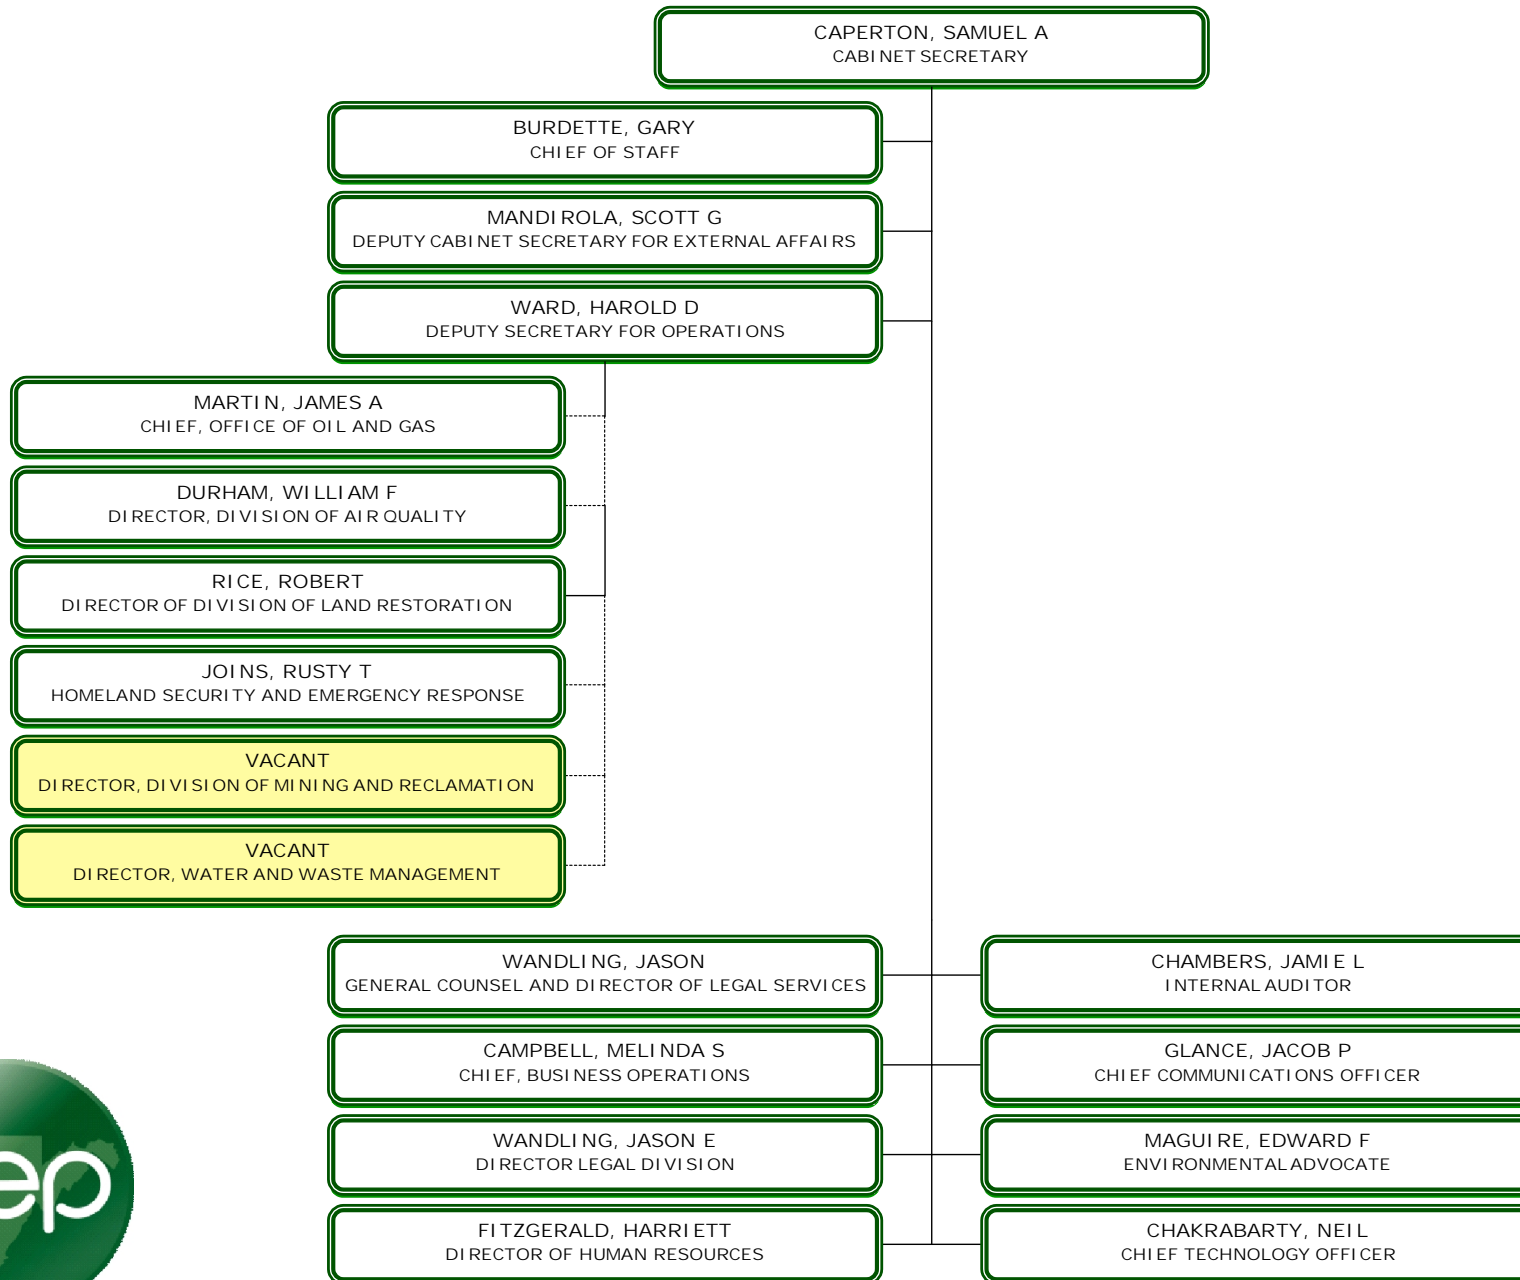 CAPERTON, SAMUEL A
CABINET SECRETARY
BURDETTE, GARY
CHIEF OF STAFF
MANDIROLA, SCOTT G
DEPUTY CABINET SECRETARY FOR EXTERNAL AFFAIRS
WARD, HAROLD D
DEPUTY SECRETARY FOR OPERATIONS
MARTIN, JAMES A
CHIEF, OFFICE OF OIL AND GAS
DURHAM, WILLIAM F
DIRECTOR, DIVISION OF AIR QUALITY
RICE, ROBERT
DIRECTOR OF DIVISION OF LAND RESTORATION
JOINS, RUSTY T
HOMELAND SECURITY AND EMERGENCY RESPONSE
VACANT
DIRECTOR, DIVISION OF MINING AND RECLAMATION
VACANT
DIRECTOR, WATER AND WASTE MANAGEMENT
WANDLING, JASON
GENERAL COUNSEL AND DIRECTOR OF LEGAL SERVICES
CHAMBERS, JAMIE L
INTERNAL AUDITOR
CAMPBELL, MELINDA S
CHIEF, BUSINESS OPERATIONS
GLANCE, JACOB P
CHIEF COMMUNICATIONS OFFICER
WANDLING, JASON E
DIRECTOR LEGAL DIVISION
MAGUIRE, EDWARD F
ENVIRONMENTAL ADVOCATE
FITZGERALD, HARRIETT
DIRECTOR OF HUMAN RESOURCES
CHAKRABARTY, NEIL
CHIEF TECHNOLOGY OFFICER
ep